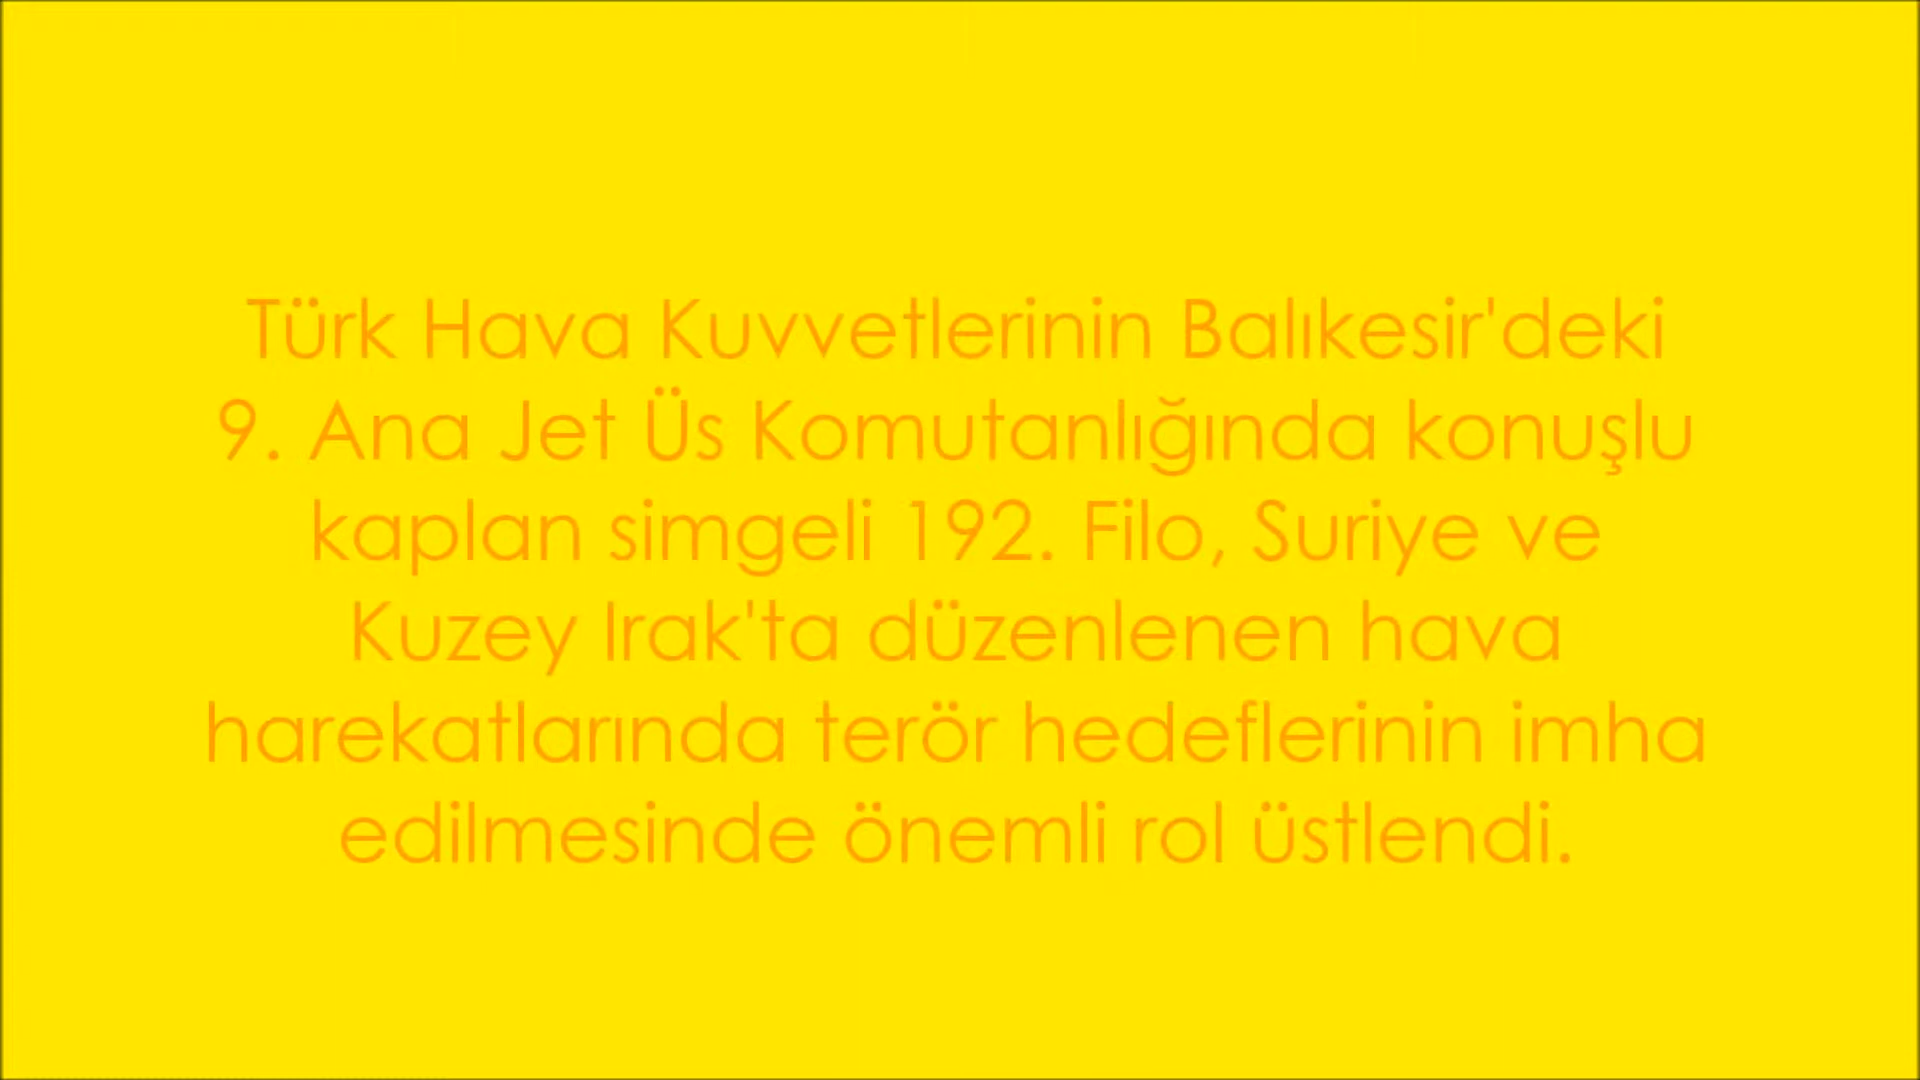 Türk Hava Kuvvetlerinin Balıkesir'deki
9. Ana Jet Üs Komutanlığında konuşlu
kaplan simgeli 192. Filo, Suriye ve
Kuzey Irak'ta düzenlenen hava
harekatlarında terör hedeflerinin imha
edilmesinde önemli rol üstlendi.